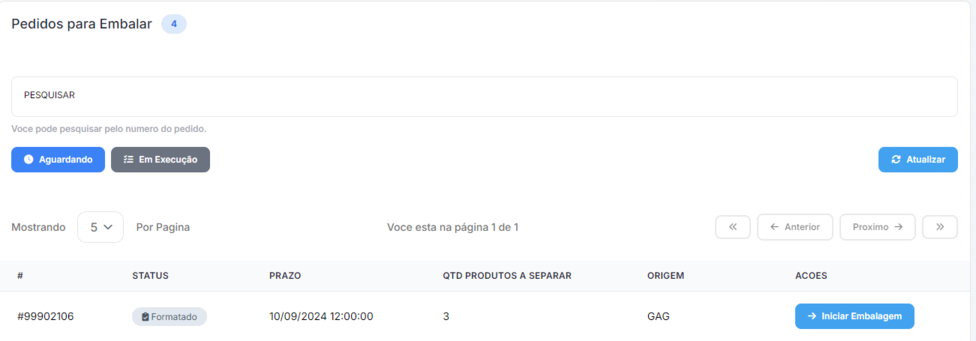 Pedidos para Embalar 4
PESQUISAR
Voce pode pesquisar pelo numero do pedido.
Aguardando Em Execução Atualizar
Mostrando 5 Por Pagina Voce esta na página 1 de 1 « ← Anterior Proximo → »
# STATUS PRAZO QTD PRODUTOS A SEPARAR ORIGEM ACOES
#99902106 Formatado 10/09/2024 12:00:00 3 GAG → Iniciar Embalagem